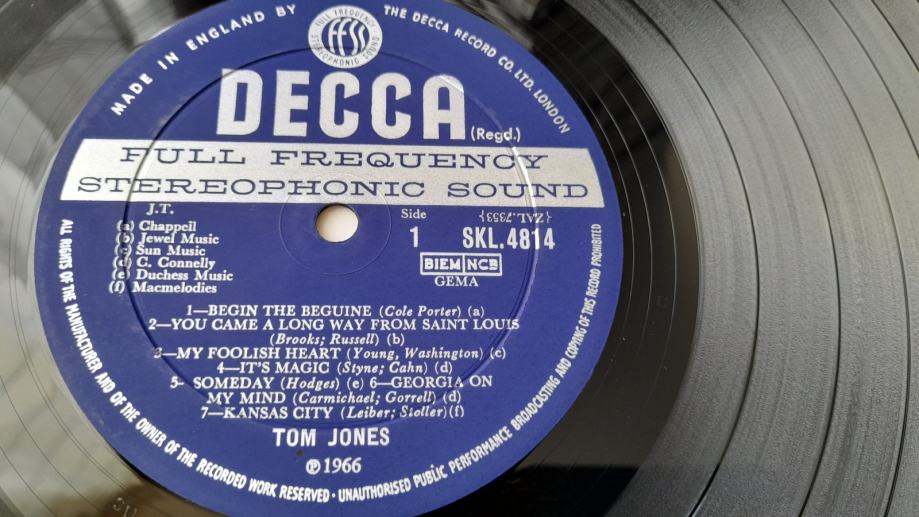 MADE IN ENGLAND BY THE DECCA RECORD CO. LTD. LONDON
FULL FREQUENCY
FFSS
STEREOPHONIC SOUND
DECCA
(Regd.)
FULL FREQUENCY
STEREOPHONIC SOUND
J.T.
(a) Chappell
(b) Jewel Music
(c) Sun Music
(d) C. Connelly
(e) Duchess Music
(f) Macmelodies
Side
1
{ZAL.7353}
SKL.4814
BIEM NCB
GEMA
1—BEGIN THE BEGUINE (Cole Porter) (a)
2—YOU CAME A LONG WAY FROM SAINT LOUIS
(Brooks; Russell) (b)
3—MY FOOLISH HEART (Young, Washington) (c)
4—IT'S MAGIC (Styne; Cahn) (d)
5- SOMEDAY (Hodges) (e) 6—GEORGIA ON
MY MIND (Carmichael; Gorrell) (d)
7—KANSAS CITY (Leiber; Stoller)(f)
TOM JONES
℗1966
ALL RIGHTS OF THE MANUFACTURER AND OF THE OWNER OF THE RECORDED WORK RESERVED · UNAUTHORISED PUBLIC PERFORMANCE BROADCASTING AND COPYING OF THIS RECORD PROHIBITED